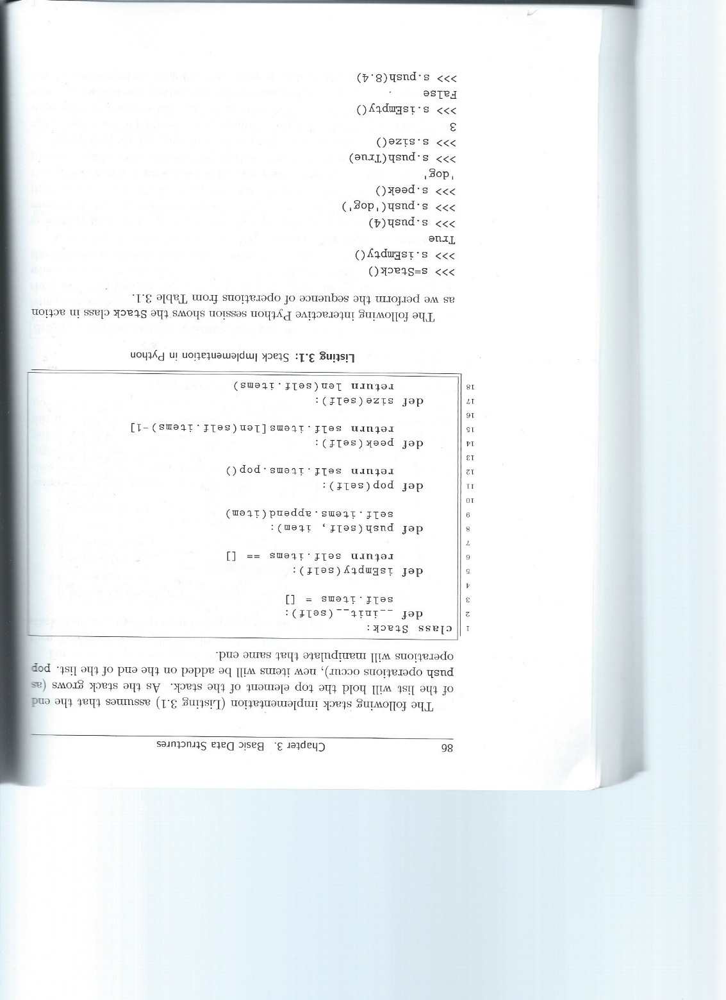 86 Chapter 3. Basic Data Structures
The following stack implementation (Listing 3.1) assumes that the end
of the list will hold the top element of the stack. As the stack grows (as
push operations occur), new items will be added on the end of the list. pop
operations will manipulate that same end.
1 class Stack:
2     def __init__(self):
3         self.items = []
4
5     def isEmpty(self):
6         return self.items == []
7
8     def push(self, item):
9         self.items.append(item)
10
11     def pop(self):
12         return self.items.pop()
13
14     def peek(self):
15         return self.items[len(self.items)-1]
16
17     def size(self):
18         return len(self.items)
Listing 3.1: Stack Implementation in Python
The following interactive Python session shows the Stack class in action
as we perform the sequence of operations from Table 3.1.
>>> s=Stack()
>>> s.isEmpty()
True
>>> s.push(4)
>>> s.push('dog')
>>> s.peek()
'dog'
>>> s.push(True)
>>> s.size()
3
>>> s.isEmpty()
False
>>> s.push(8.4)